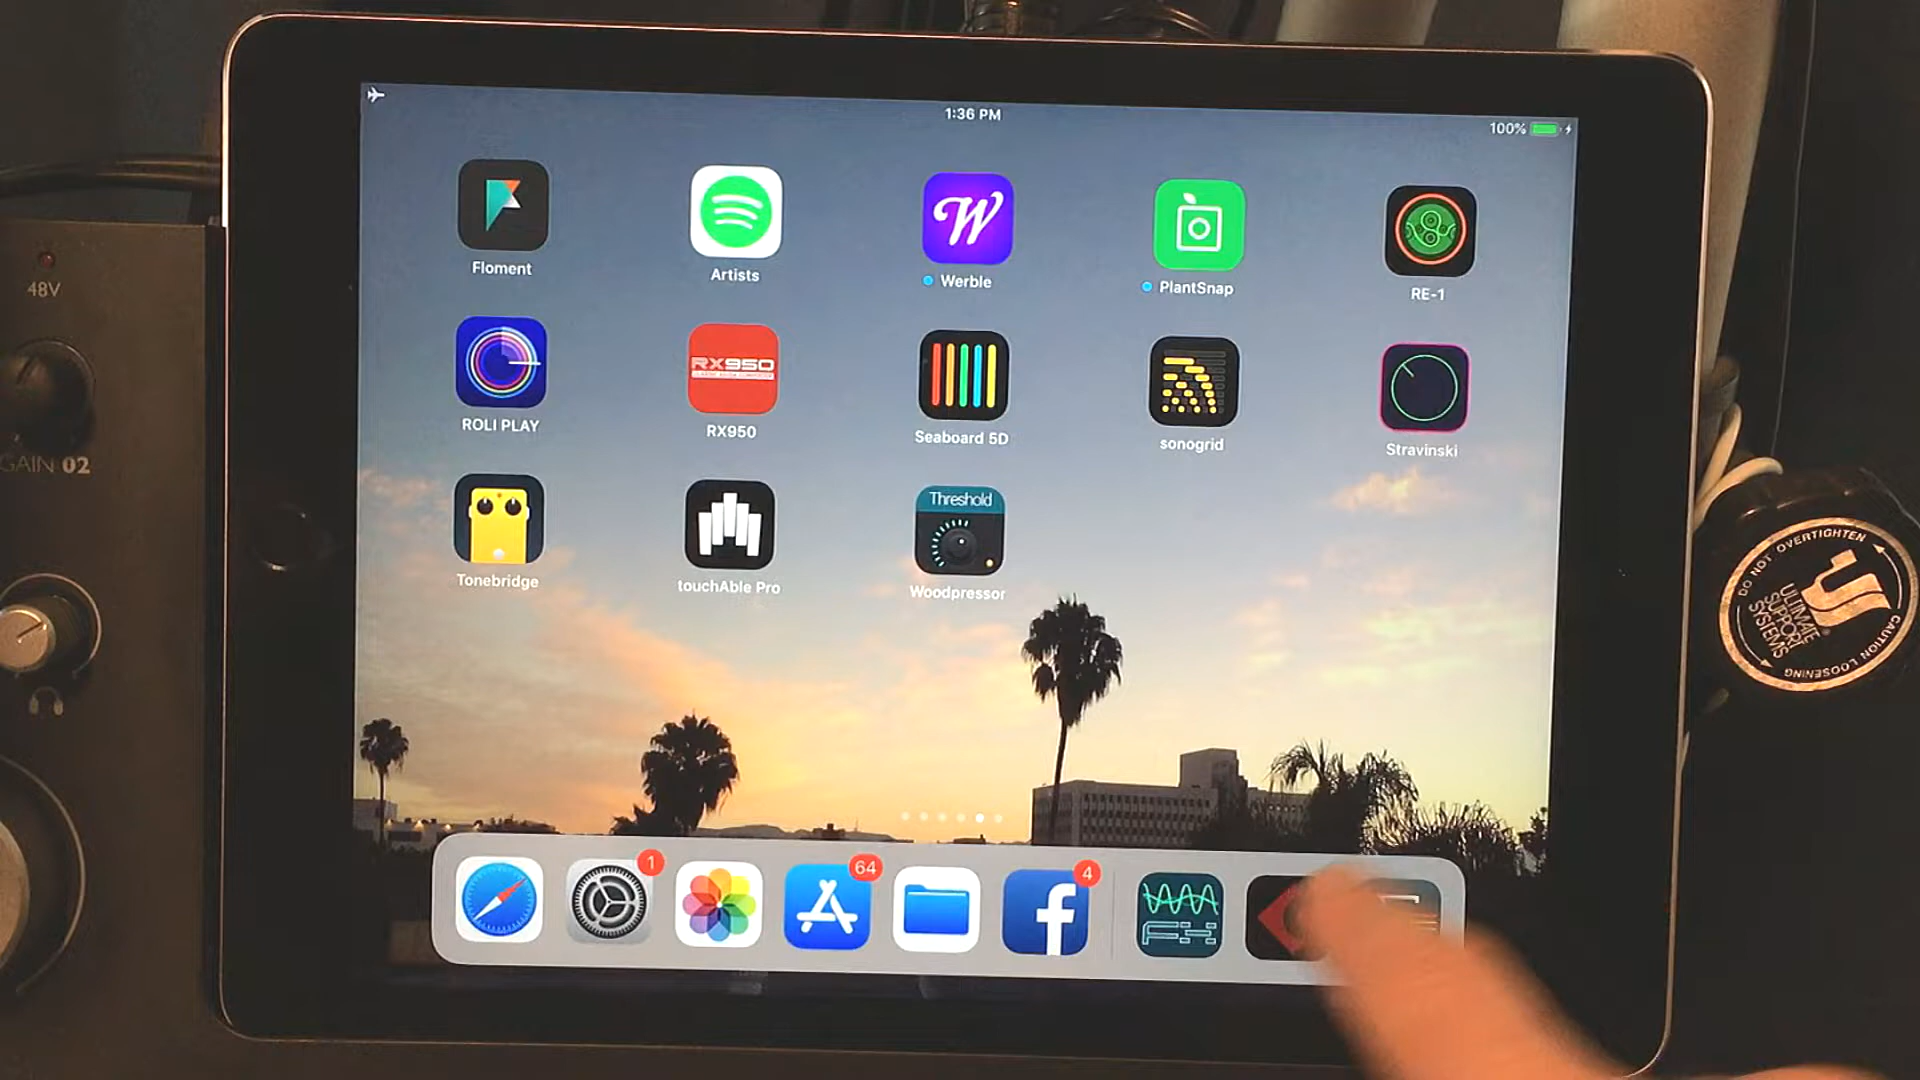 1:36 PM
100%
Floment
Artists
Werble
PlantSnap
RE-1
RX950
ROLI PLAY
RX950
Seaboard 5D
sonogrid
Stravinski
Threshold
Tonebridge
touchAble Pro
Woodpressor
1
64
4
48V
GAIN 02
DO NOT OVERTIGHTEN
ULTIMATE
SUPPORT
SYSTEMS
CAUTION LOOSENING